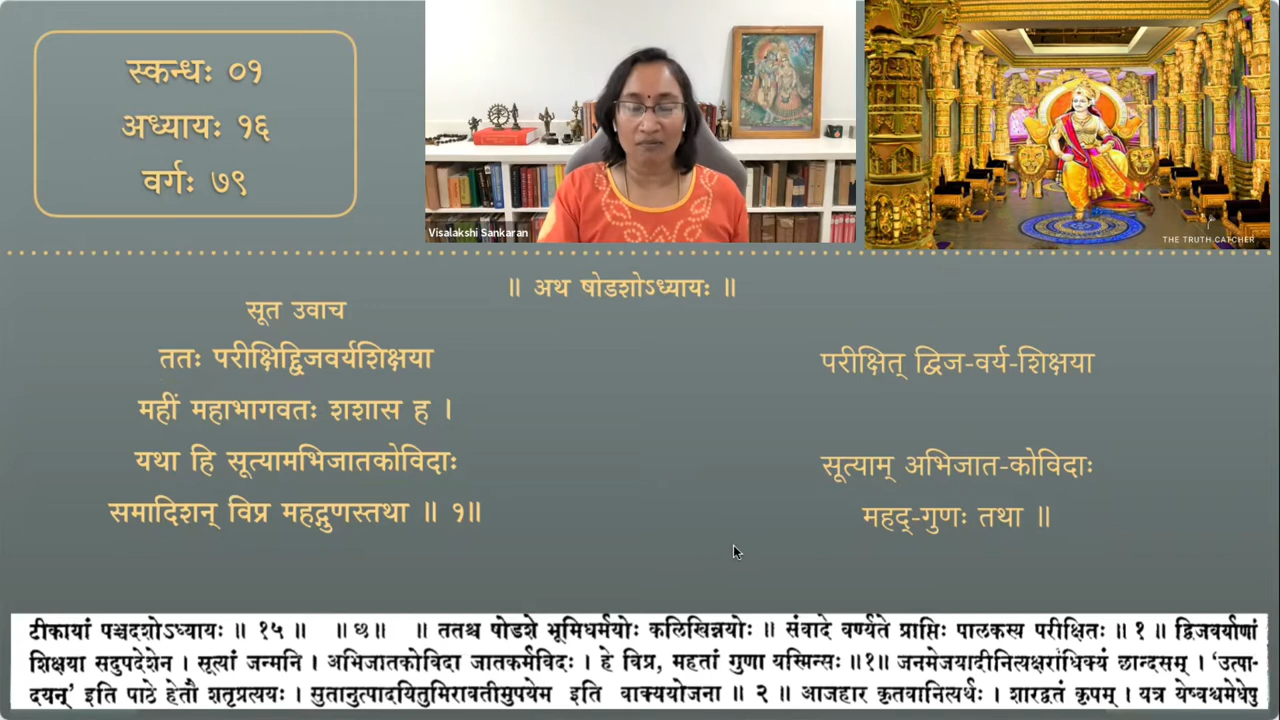 स्कन्धः ०१
अध्यायः १६
वर्गः ७९
Visalakshi Sankaran
THE TRUTH CATCHER
॥ अथ षोडशोऽध्यायः ॥
सूत उवाच
ततः परीक्षिद्द्विजवर्यशिक्षया
महीं महाभागवतः शशास ह ।
यथा हि सूत्यामभिजातकोविदाः
समादिशन् विप्र महद्गुणस्तथा ॥ १॥
परीक्षित् द्विज-वर्य-शिक्षया
सूत्याम् अभिजात-कोविदाः
महद्-गुणः तथा ॥
टीकायां पञ्चदशोऽध्यायः ॥ १५ ॥ ॥ छ॥ ॥ ततश्च षोडशे भूमिधर्मयोः कलिखिन्नयोः ॥ संवादे वर्ण्यते प्राप्तिः पालकस्य परीक्षितः ॥ १ ॥ द्विजवर्याणां
शिक्षया सदुपदेशेन । सूत्यां जन्मनि । अभिजातकोविदा जातकर्मविदः । हे विप्र, महतां गुणा यस्मिन्सः ॥१॥ जनमेजयादीनित्यक्षराधिक्यं छान्दसम् । ‘उत्पा-
दयन्’ इति पाठे हेतौ शतृप्रत्ययः । सुतानुत्पादयितुमिरावतीमुपयेम इति वाक्ययोजना ॥ २ ॥ आजहार कृतवानित्यर्थः । शारद्वतं कृपम् । यत्र येष्वश्वमेधेषु